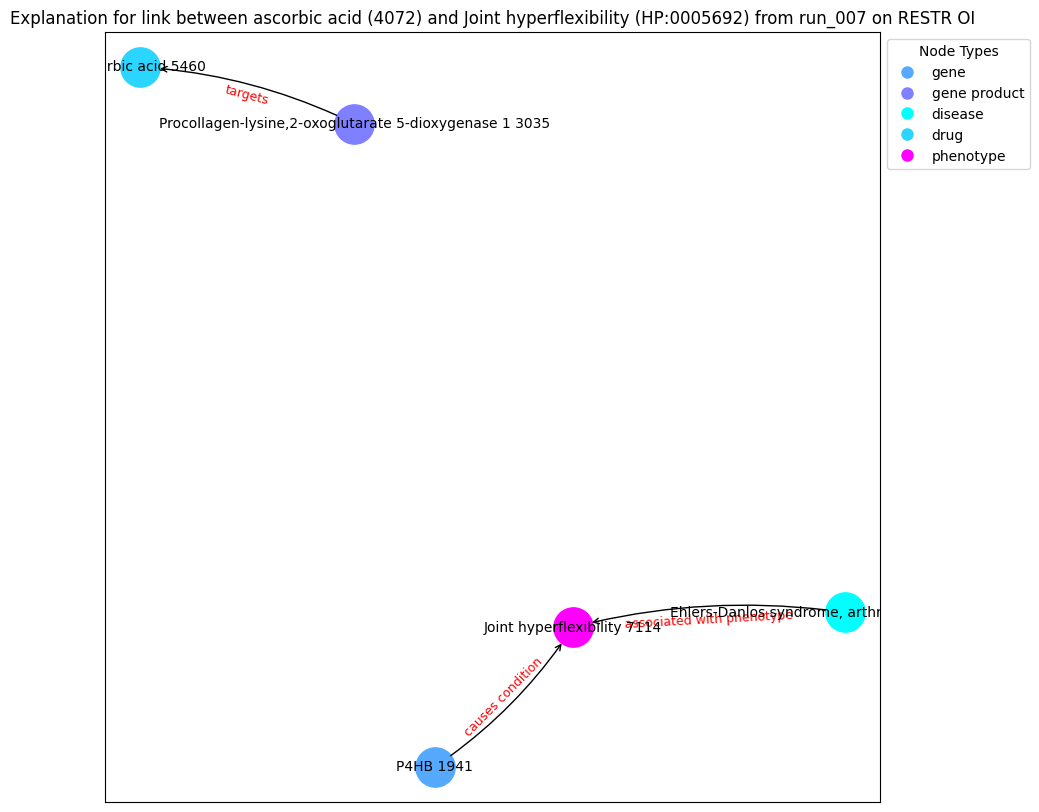 Explanation for link between ascorbic acid (4072) and Joint hyperflexibility (HP:0005692) from run_007 on RESTR OI
Node Types
gene
gene product
disease
drug
phenotype
rbic acid 5460
targets
Procollagen-lysine,2-oxoglutarate 5-dioxygenase 1 3035
Ehlers-Danlos syndrome, arthr
associated with phenotype
Joint hyperflexibility 7114
causes condition
P4HB 1941